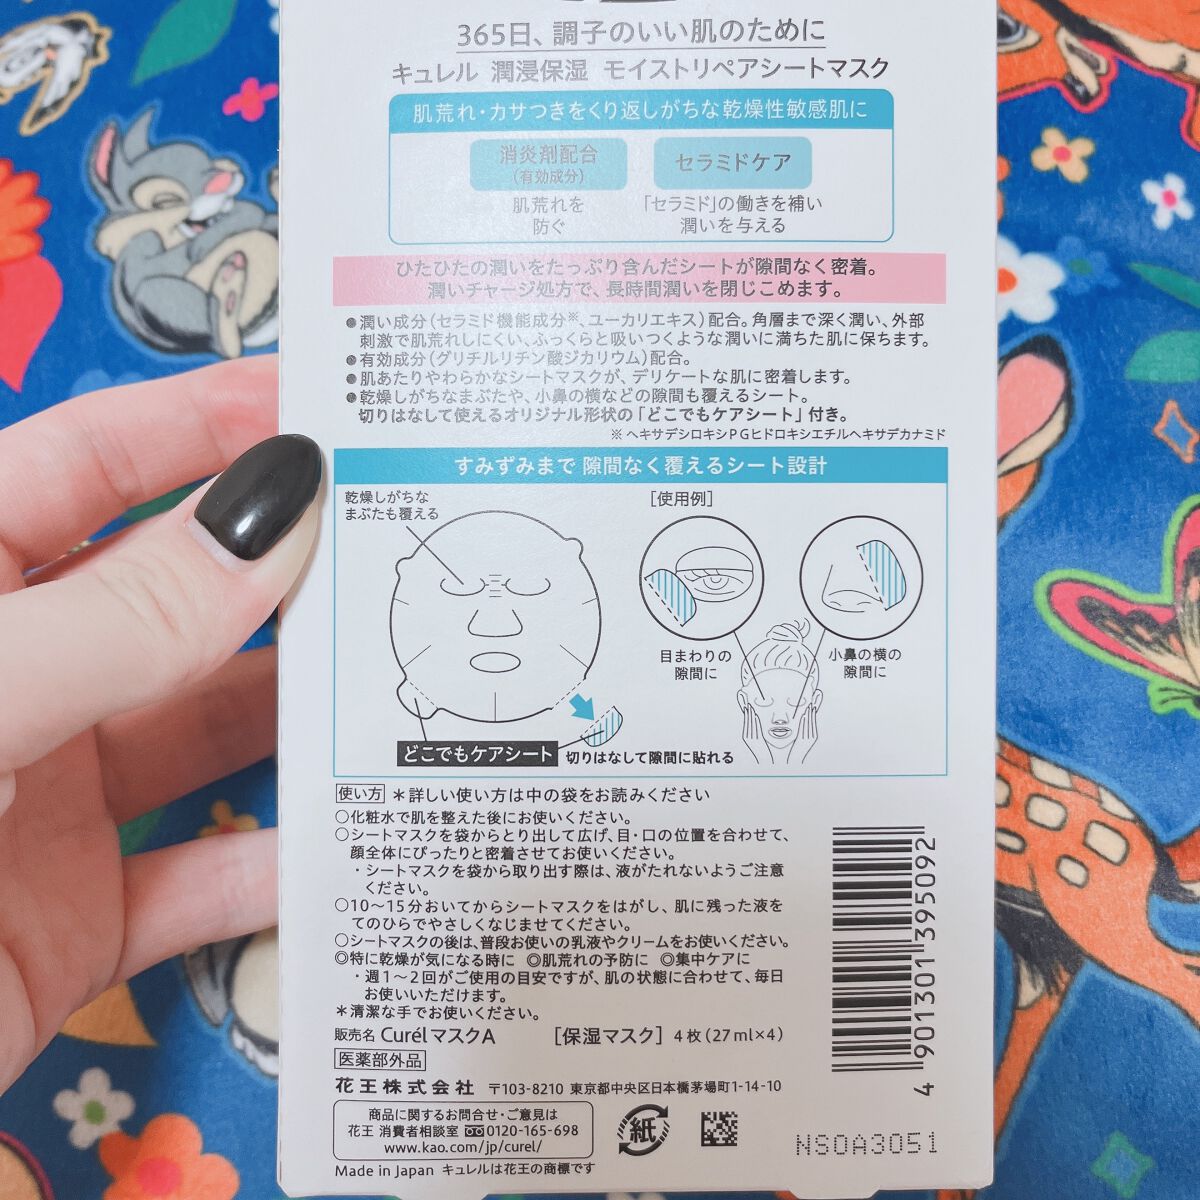 365日、調子のいい肌のために
キュレル 潤浸保湿 モイストリペアシートマスク
肌荒れ・カサつきをくり返しがちな乾燥性敏感肌に
消炎剤配合
(有効成分)
肌荒れを
防ぐ
セラミドケア
「セラミド」の働きを補い
潤いを与える
ひたひたの潤いをたっぷり含んだシートが隙間なく密着。
潤いチャージ処方で、長時間潤いを閉じこめます。
●潤い成分(セラミド機能成分※、ユーカリエキス)配合。角層まで深く潤い、外部
刺激で肌荒れしにくい、ふっくらと吸いつくような潤いに満ちた肌に保ちます。
●有効成分(グリチルリチン酸ジカリウム)配合。
●肌あたりやわらかなシートマスクが、デリケートな肌に密着します。
●乾燥しがちなまぶたや、小鼻の横などの隙間も覆えるシート。
切りはなして使えるオリジナル形状の「どこでもケアシート」付き。
※ ヘキサデシロキシPGヒドロキシエチルヘキサデカナミド
すみずみまで 隙間なく覆えるシート設計
乾燥しがちな
まぶたも覆える
[使用例]
目まわりの
隙間に
小鼻の横の
隙間に
どこでもケアシート 切りはなして隙間に貼れる
使い方 *詳しい使い方は中の袋をお読みください
○化粧水で肌を整えた後にお使いください。
○シートマスクを袋からとり出して広げ、目・口の位置を合わせて、
顔全体にぴったりと密着させてお使いください。
・シートマスクを袋から取り出す際は、液がたれないようご注意
ください。
○10〜15分おいてからシートマスクをはがし、肌に残った液を
てのひらでやさしくなじませてください。
○シートマスクの後は、普段お使いの乳液やクリームをお使いください。
◎特に乾燥が気になる時に ◎肌荒れの予防に ◎集中ケアに
・週1〜2回がご使用の目安ですが、肌の状態に合わせて、毎日
お使いいただけます。
*清潔な手でお使いください。
販売名 Curél マスクA [保湿マスク] 4枚(27ml×4)
医薬部外品
花王株式会社 〒103-8210 東京都中央区日本橋茅場町1-14-10
商品に関するお問合せ・ご意見は
花王 消費者相談室 0120-165-698
www.kao.com/jp/curel/
Made in Japan キュレルは花王の商標です
紙
4 901301 395092
NSOA3051